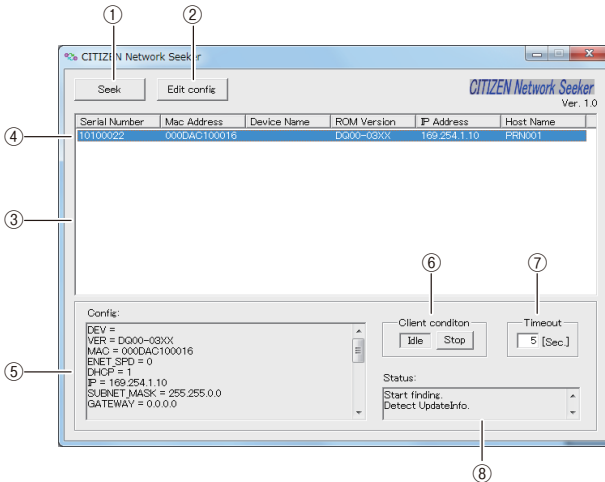 ① ②
CITIZEN Network Seeker
Seek Edit config CITIZEN Network Seeker
Ver. 1.0
④ Serial Number Mac Address Device Name ROM Version IP Address Host Name
10100022 000DAC100016 DQ00-03XX 169.254.1.10 PRN001
③
⑥ ⑦
Config: Client conditon Timeout
DEV =
VER = DQ00-03XX Idle Stop 5 [Sec.]
MAC = 000DAC100016
ENET_SPD = 0
⑤ DHCP = 1
IP = 169.254.1.10 Status:
SUBNET_MASK = 255.255.0.0 Start finding.
GATEWAY = 0.0.0.0 Detect UpdateInfo.
⑧